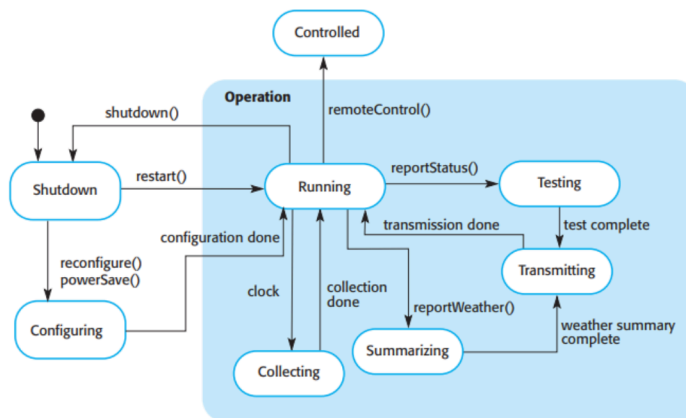 Controlled
Operation
shutdown()
remoteControl()
Shutdown
restart()
Running
reportStatus()
Testing
configuration done
transmission done
test complete
reconfigure()
powerSave()
Transmitting
clock
collection
done
reportWeather()
Configuring
Collecting
Summarizing
weather summary
complete